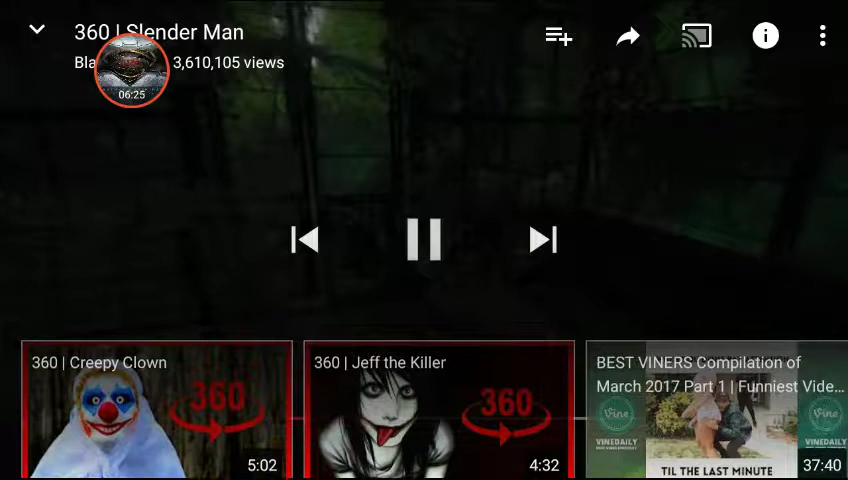 360 | Slender Man
Bla
3,610,105 views
06:25
360 | Creepy Clown
360
5:02
360 | Jeff the Killer
360
4:32
BEST VINERS Compilation of
March 2017 Part 1 | Funniest Vide...
Vine
VINEDAILY
Vine
VINEDAILY
TIL THE LAST MINUTE
37:40